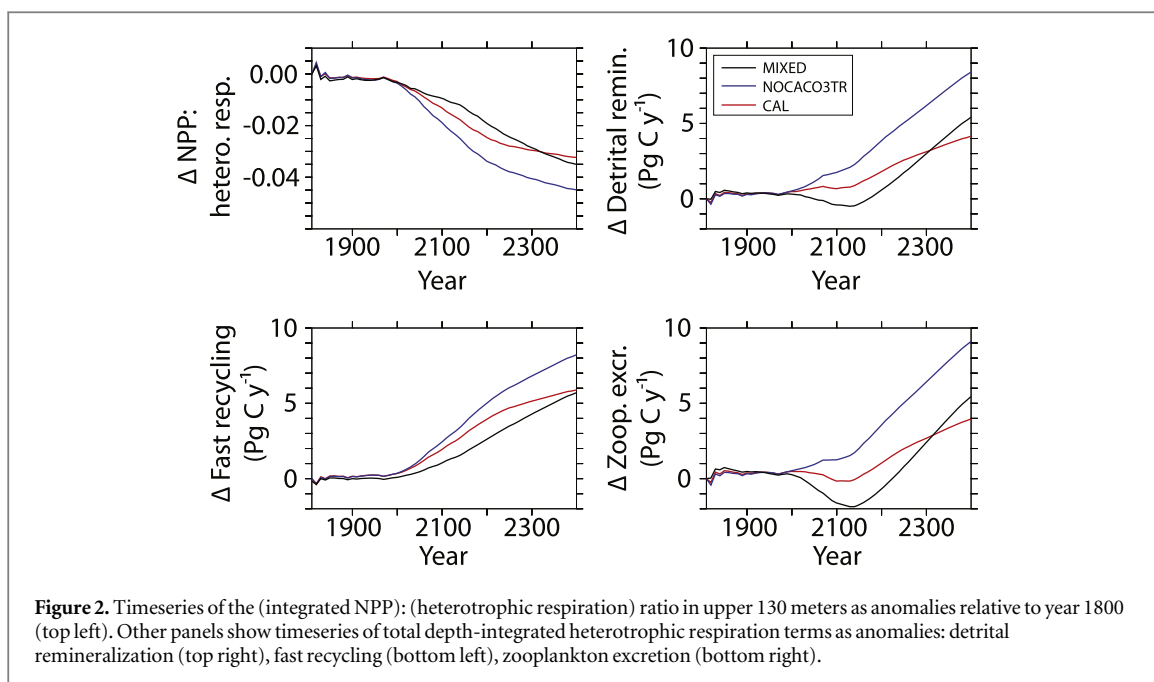 Δ NPP:
hetero. resp.
0.00
-0.02
-0.04
1900
2100
2300
Year
Δ Detrital remin.
(Pg C y⁻¹)
10
5
0
MIXED
NOCACO3TR
CAL
1900
2100
2300
Year
Δ Fast recycling
(Pg C y⁻¹)
10
5
0
1900
2100
2300
Year
Δ Zoop. excr.
(Pg C y⁻¹)
10
5
0
1900
2100
2300
Year
Figure 2. Timeseries of the (integrated NPP): (heterotrophic respiration) ratio in upper 130 meters as anomalies relative to year 1800
(top left). Other panels show timeseries of total depth-integrated heterotrophic respiration terms as anomalies: detrital
remineralization (top right), fast recycling (bottom left), zooplankton excretion (bottom right).